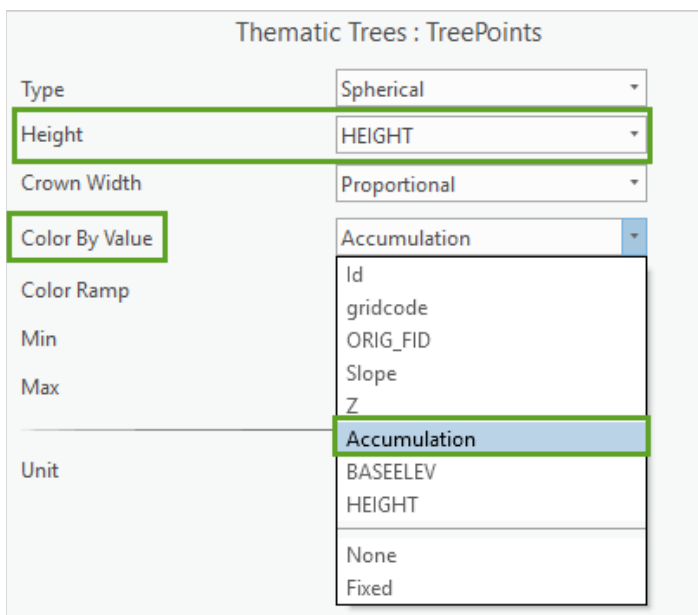 Thematic Trees : TreePoints
Type Spherical
Height HEIGHT
Crown Width Proportional
Color By Value Accumulation
Id
Color Ramp
gridcode
Min ORIG_FID
Slope
Max
Z
Accumulation
Unit BASEELEV
HEIGHT
None
Fixed